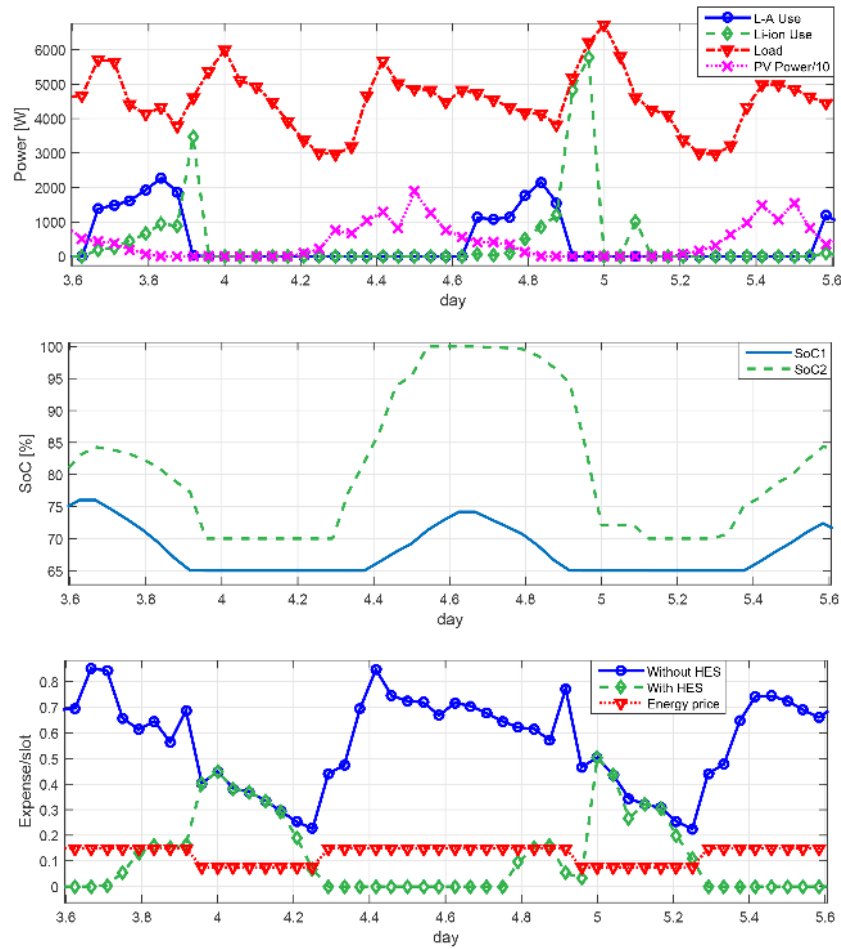 L-A Use
Li-ion Use
Load
PV Power/10
Power [W]
6000
5000
4000
3000
2000
1000
0
3.6 3.8 4 4.2 4.4 4.6 4.8 5 5.2 5.4 5.6
day
SoC1
SoC2
SoC [%]
100
95
90
85
80
75
70
65
3.6 3.8 4 4.2 4.4 4.6 4.8 5 5.2 5.4 5.6
day
Without HES
With HES
Energy price
Expense/slot
0.8
0.7
0.6
0.5
0.4
0.3
0.2
0.1
0
3.6 3.8 4 4.2 4.4 4.6 4.8 5 5.2 5.4 5.6
day